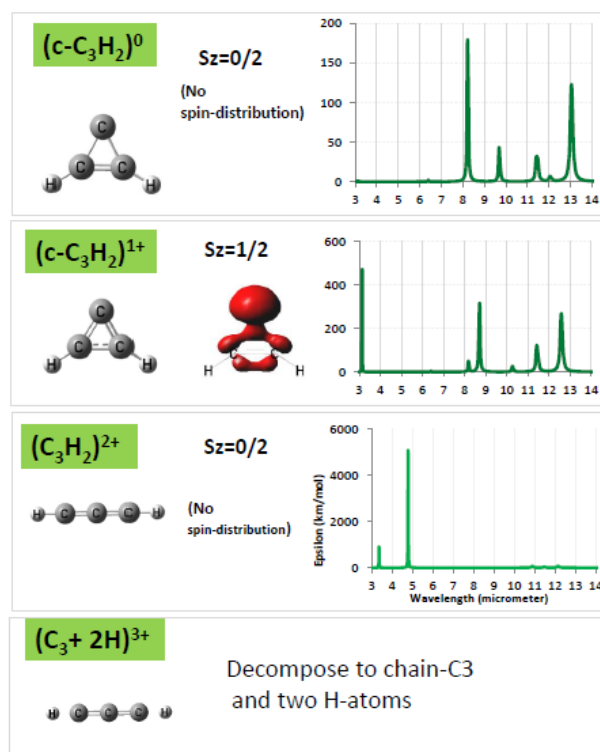 (c-C₃H₂)⁰
Sz=0/2
(No
spin-distribution)
C
C C
H H
200
150
100
50
0
3 4 5 6 7 8 9 10 11 12 13 14
(c-C₃H₂)¹⁺
Sz=1/2
C
C C
H H
C C
H H
600
400
200
0
3 4 5 6 7 8 9 10 11 12 13 14
(C₃H₂)²⁺
Sz=0/2
(No
spin-distribution)
H C C C H
Epsilon (km/mol)
6000
4000
2000
0
3 4 5 6 7 8 9 10 11 12 13 14
Wavelength (micrometer)
(C₃+ 2H)³⁺
H C C C H
Decompose to chain-C3
and two H-atoms